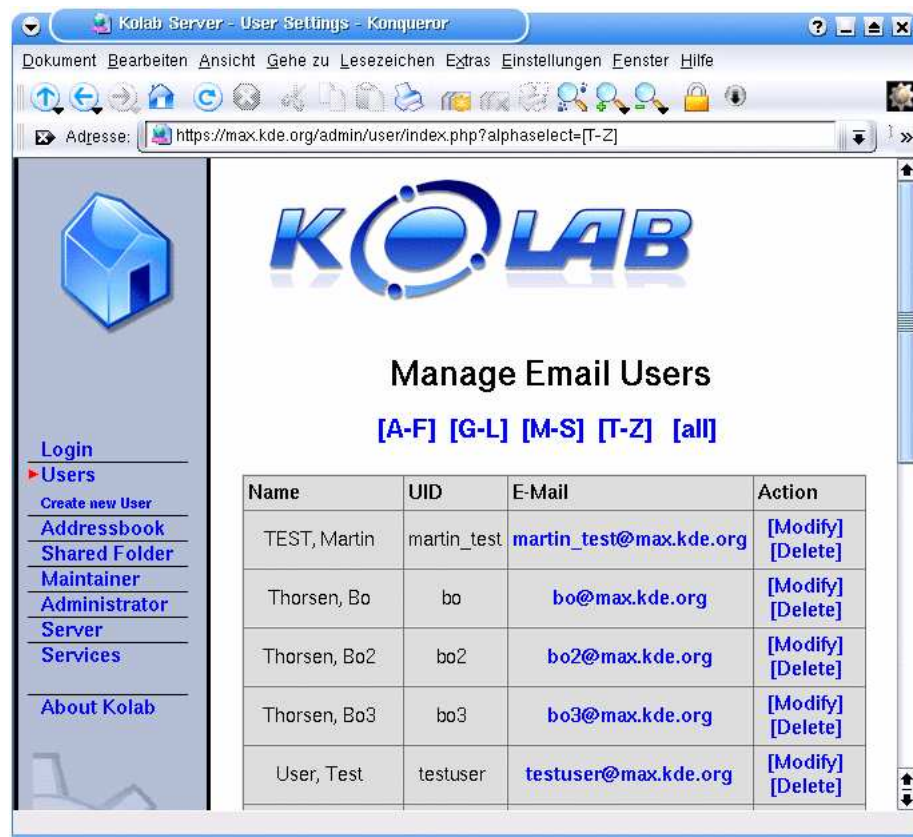 Kolab Server - User Settings - Konqueror
Dokument Bearbeiten Ansicht Gehe zu Lesezeichen Extras Einstellungen Fenster Hilfe
Adresse: https://max.kde.org/admin/user/index.php?alphaselect=[T-Z]
KOLAB
Manage Email Users
[A-F] [G-L] [M-S] [T-Z] [all]
Login
Users
Create new User
Addressbook
Shared Folder
Maintainer
Administrator
Server
Services
About Kolab
Name UID E-Mail Action
TEST, Martin martin_test martin_test@max.kde.org [Modify]
[Delete]
Thorsen, Bo bo bo@max.kde.org [Modify]
[Delete]
Thorsen, Bo2 bo2 bo2@max.kde.org [Modify]
[Delete]
Thorsen, Bo3 bo3 bo3@max.kde.org [Modify]
[Delete]
User, Test testuser testuser@max.kde.org [Modify]
[Delete]